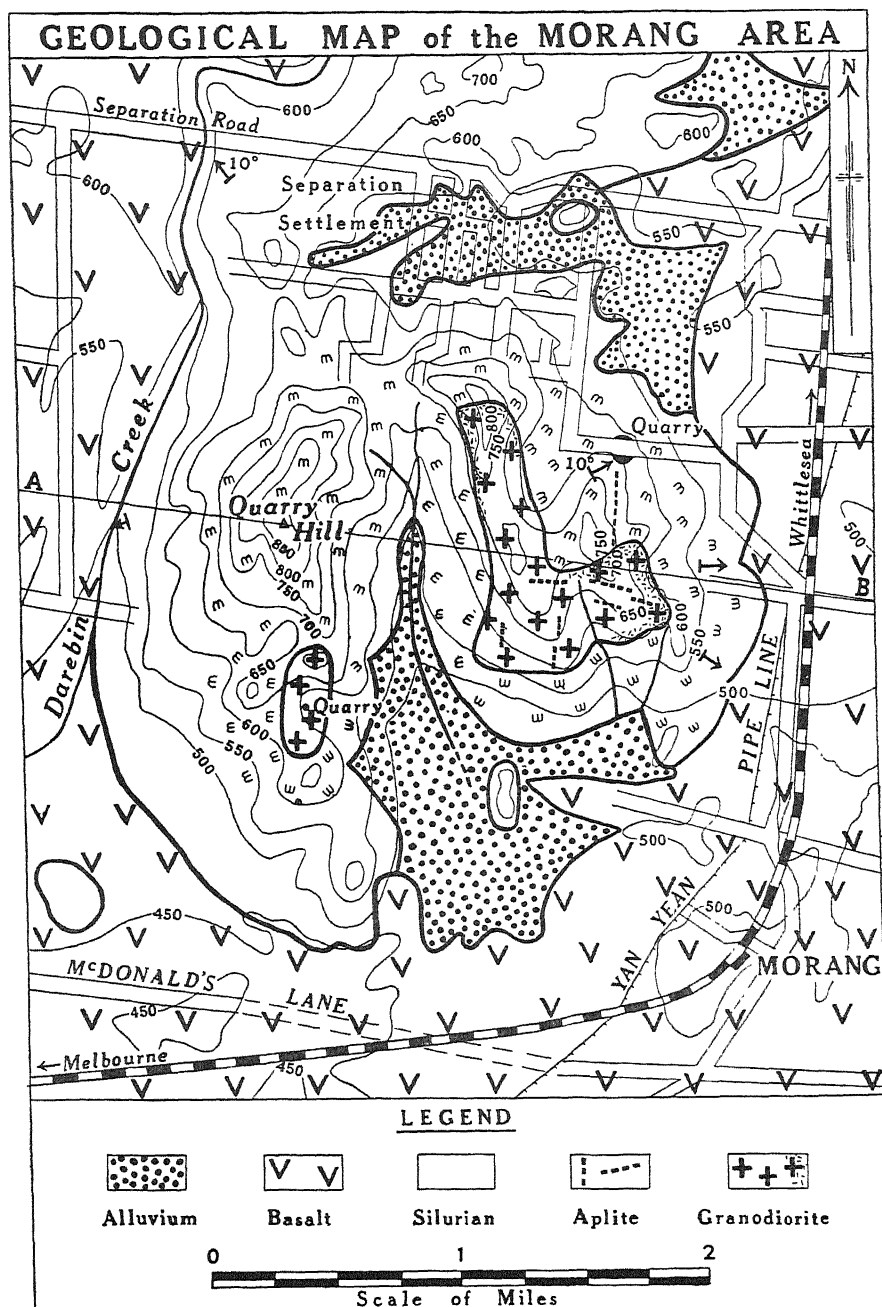 GEOLOGICAL MAP of the MORANG AREA
N
700
600
650
600
600
Separation Road
10°
600
Separation
Settlement
550
550
550
Creek
800
750
Quarry
10°
Whittlesea
A
Quarry
Hill
850
800
750
750
700
500
B
700
650
600
550
Darebin
650
Quarry
600
550
500
500
PIPE LINE
500
YAN YEAN
500
450
McDONALD'S
LANE
450
MORANG
Melbourne
450
LEGEND
Alluvium
Basalt
Silurian
Aplite
Granodiorite
0 1 2
Scale of Miles